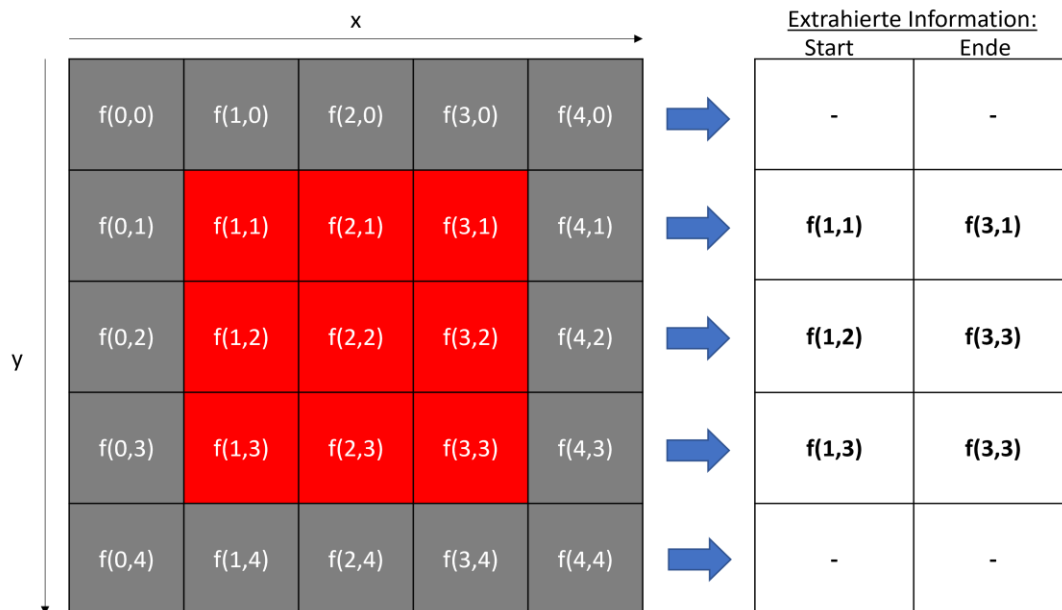 x
Extrahierte Information:
Start Ende
f(0,0) f(1,0) f(2,0) f(3,0) f(4,0) - -
f(0,1) f(1,1) f(2,1) f(3,1) f(4,1) f(1,1) f(3,1)
y
f(0,2) f(1,2) f(2,2) f(3,2) f(4,2) f(1,2) f(3,3)
f(0,3) f(1,3) f(2,3) f(3,3) f(4,3) f(1,3) f(3,3)
f(0,4) f(1,4) f(2,4) f(3,4) f(4,4) - -